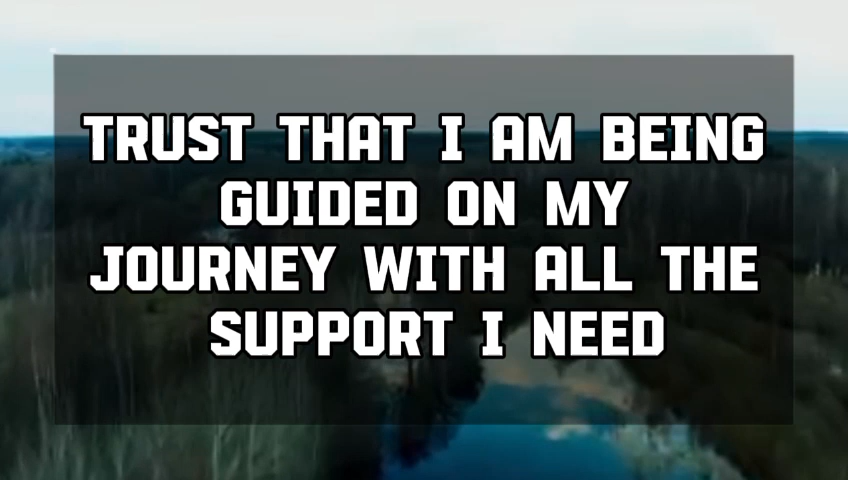 TRUST THAT I AM BEING
GUIDED ON MY
JOURNEY WITH ALL THE
SUPPORT I NEED